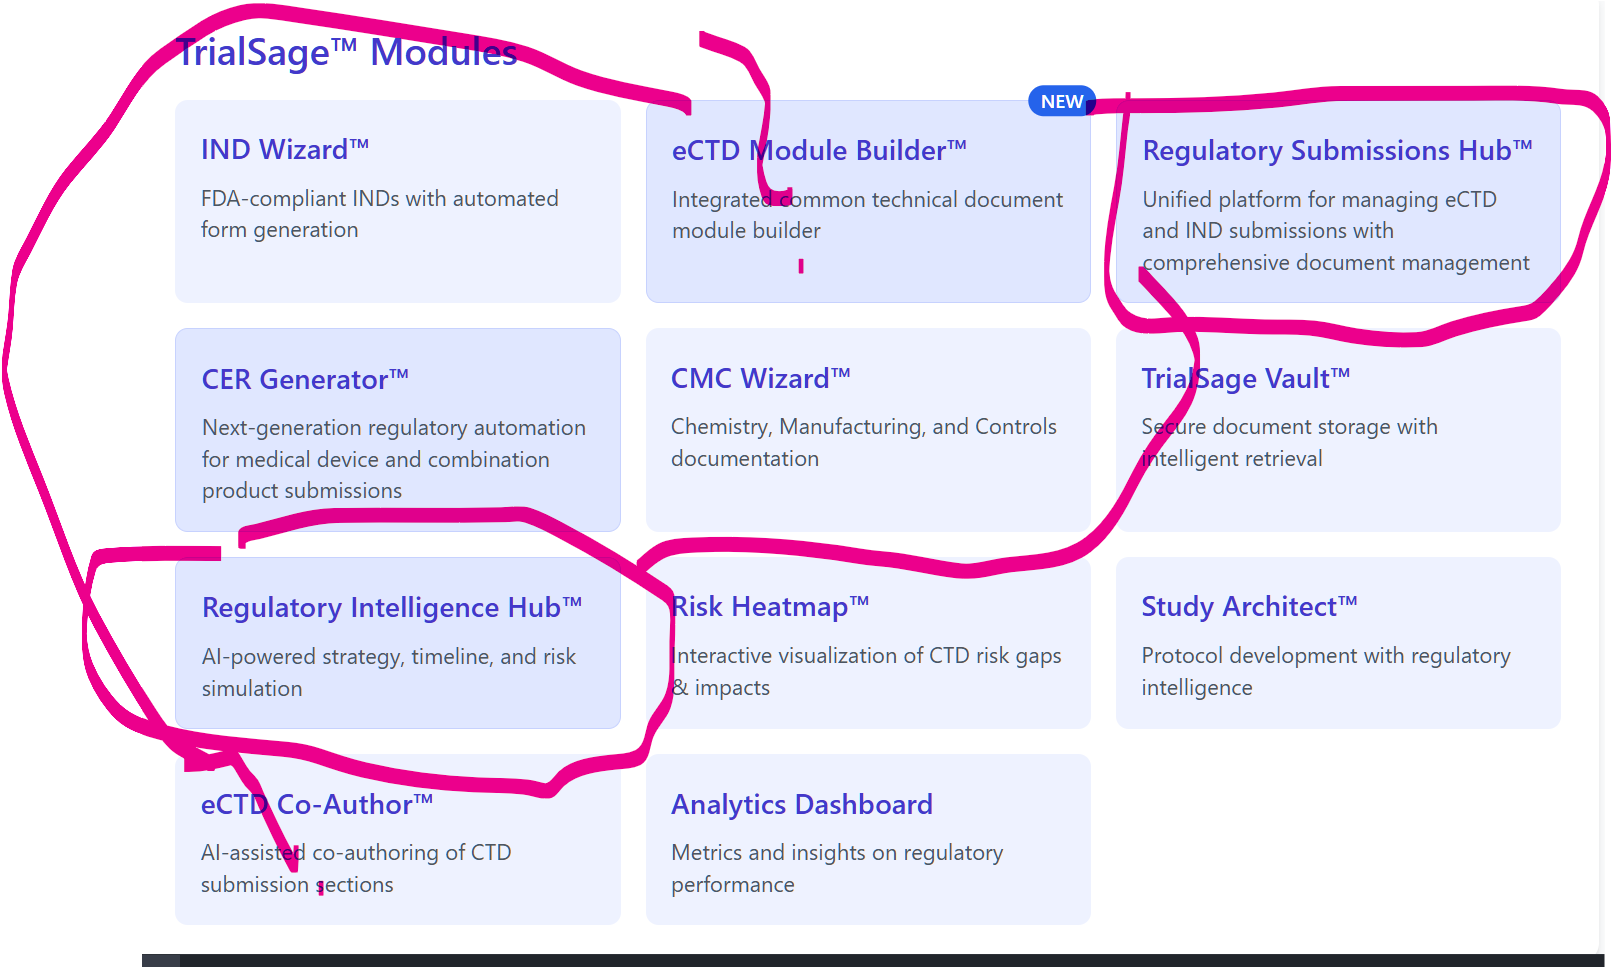 TrialSage™ Modules
NEW
IND Wizard™
FDA-compliant INDs with automated
form generation
eCTD Module Builder™
Integrated common technical document
module builder
Regulatory Submissions Hub™
Unified platform for managing eCTD
and IND submissions with
comprehensive document management
CER Generator™
Next-generation regulatory automation
for medical device and combination
product submissions
CMC Wizard™
Chemistry, Manufacturing, and Controls
documentation
TrialSage Vault™
Secure document storage with
intelligent retrieval
Regulatory Intelligence Hub™
AI-powered strategy, timeline, and risk
simulation
Risk Heatmap™
Interactive visualization of CTD risk gaps
& impacts
Study Architect™
Protocol development with regulatory
intelligence
eCTD Co-Author™
AI-assisted co-authoring of CTD
submission sections
Analytics Dashboard
Metrics and insights on regulatory
performance